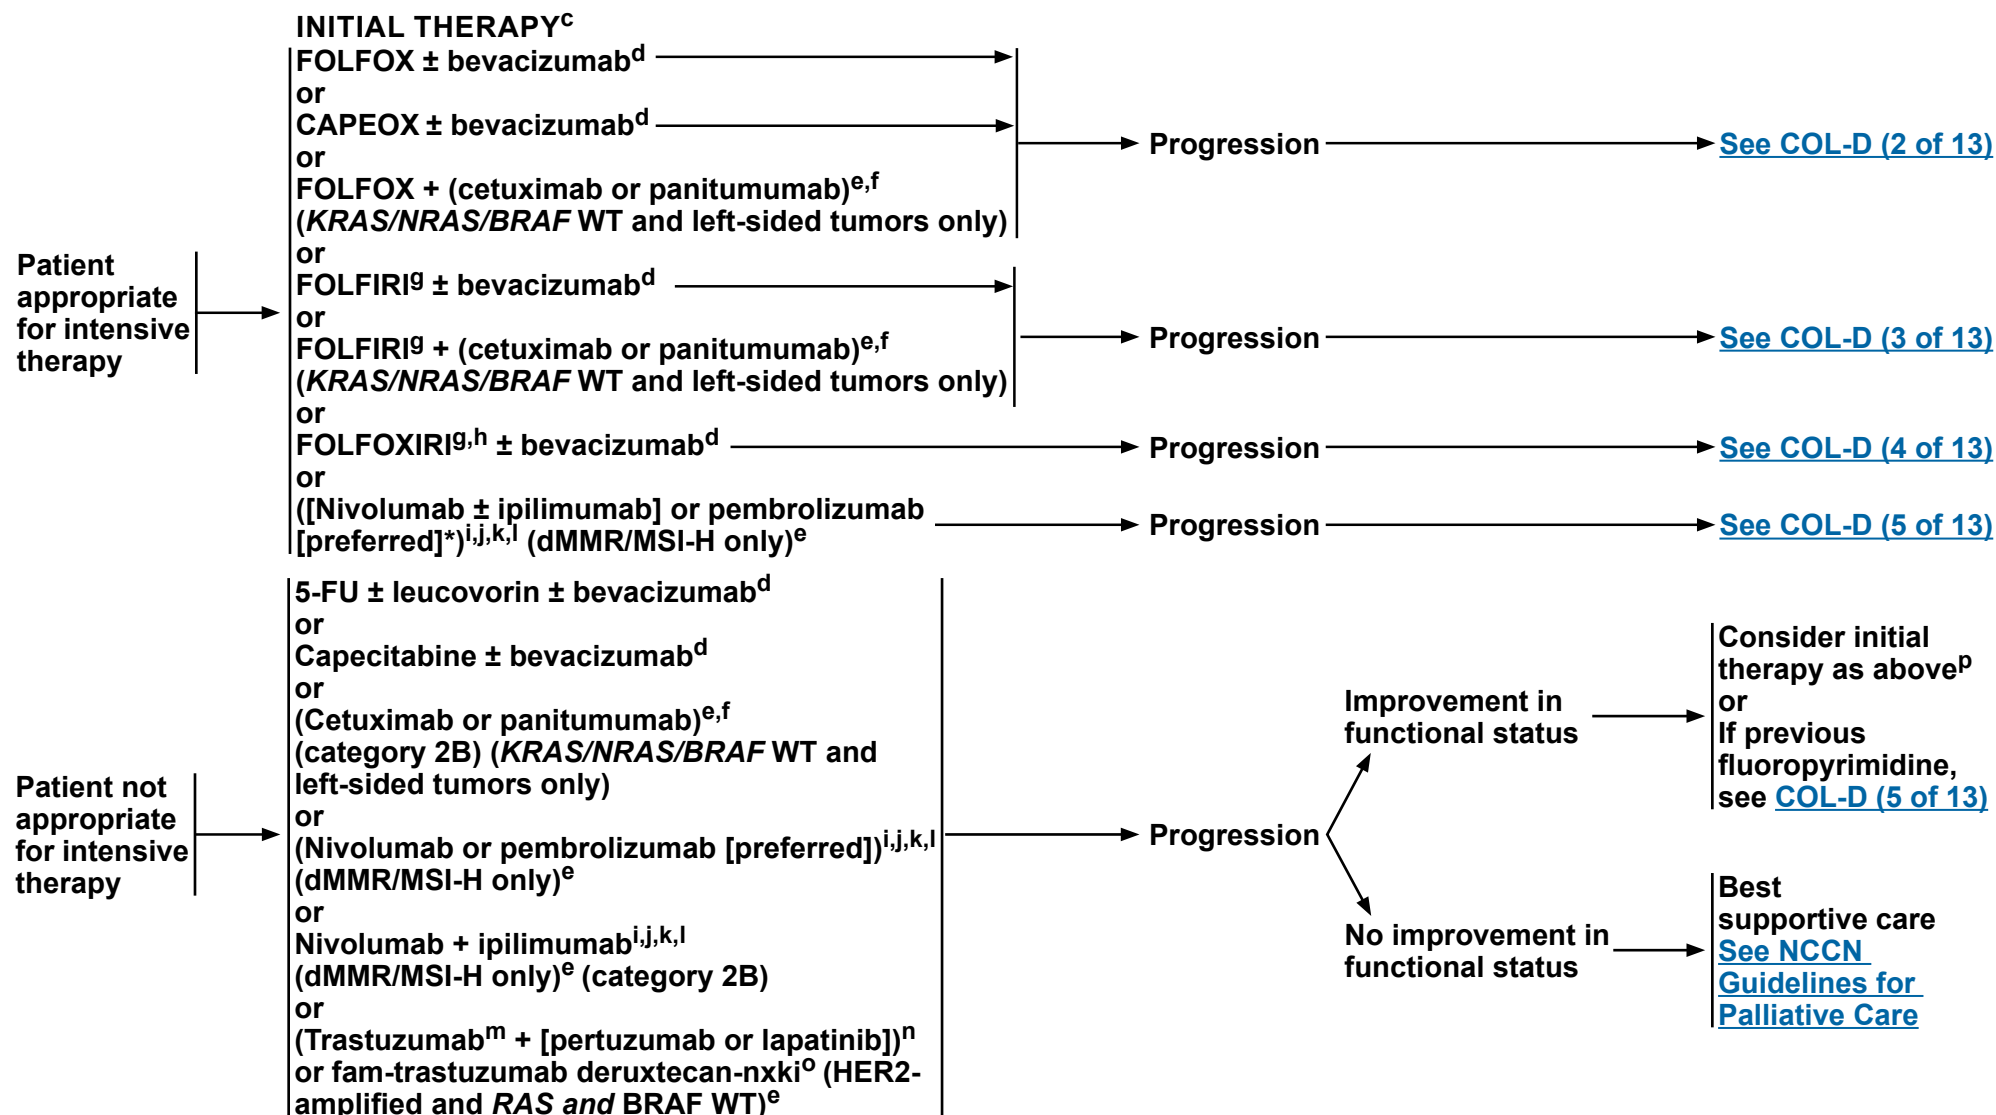 INITIAL THERAPYc
FOLFOX ± bevacizumabd
or
CAPEOX ± bevacizumabd
or
FOLFOX + (cetuximab or panitumumab)e,f
(KRAS/NRAS/BRAF WT and left-sided tumors only)
or
FOLFIRIg ± bevacizumabd
or
FOLFIRIg + (cetuximab or panitumumab)e,f
(KRAS/NRAS/BRAF WT and left-sided tumors only)
or
FOLFOXIRIg,h ± bevacizumabd
or
([Nivolumab ± ipilimumab] or pembrolizumab
[preferred]*)i,j,k,l (dMMR/MSI-H only)e
Patient
appropriate
for intensive
therapy
Progression
See COL-D (2 of 13)
Progression
See COL-D (3 of 13)
Progression
See COL-D (4 of 13)
Progression
See COL-D (5 of 13)
Patient not
appropriate
for intensive
therapy
5-FU ± leucovorin ± bevacizumabd
or
Capecitabine ± bevacizumabd
or
(Cetuximab or panitumumab)e,f
(category 2B) (KRAS/NRAS/BRAF WT and
left-sided tumors only)
or
(Nivolumab or pembrolizumab [preferred])i,j,k,l
(dMMR/MSI-H only)e
or
Nivolumab + ipilimumabi,j,k,l
(dMMR/MSI-H only)e (category 2B)
or
(Trastuzumabm + [pertuzumab or lapatinib])n
or fam-trastuzumab deruxtecan-nxkio (HER2-
amplified and RAS and BRAF WT)e
Progression
Improvement in
functional status
Consider initial
therapy as abovep
or
If previous
fluoropyrimidine,
see COL-D (5 of 13)
No improvement in
functional status
Best
supportive care
See NCCN
Guidelines for
Palliative Care